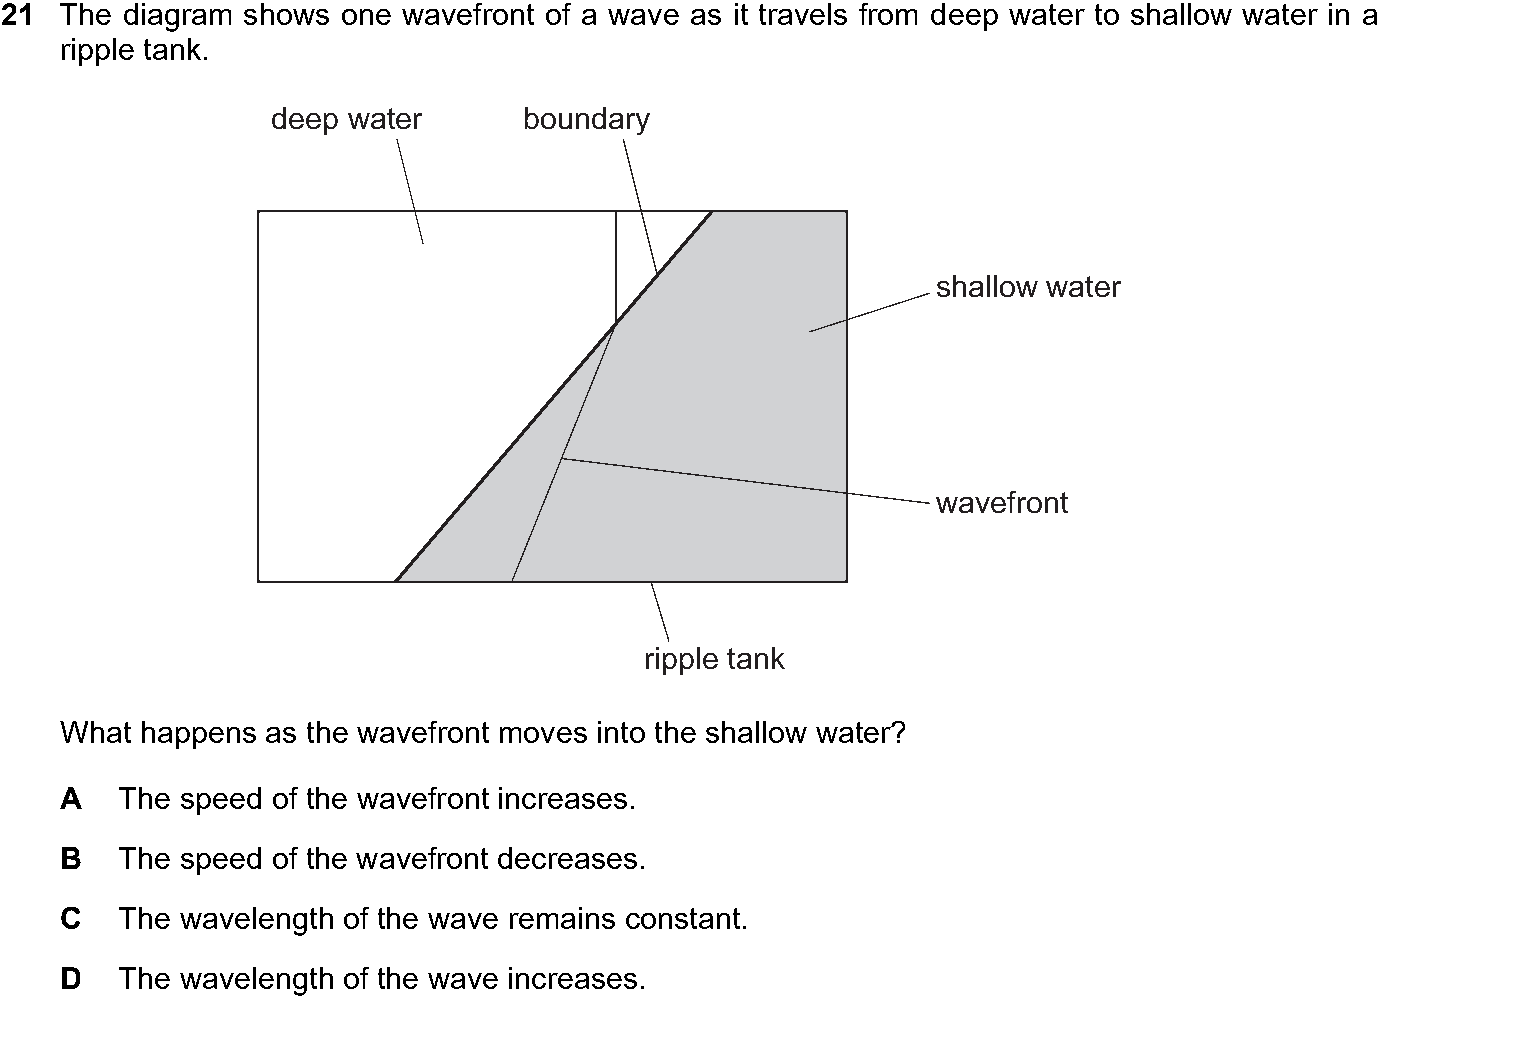 21 The diagram shows one wavefront of a wave as it travels from deep water to shallow water in a
ripple tank.
deep water boundary
shallow water
wavefront
ripple tank
What happens as the wavefront moves into the shallow water?
A The speed of the wavefront increases.
B The speed of the wavefront decreases.
C The wavelength of the wave remains constant.
D The wavelength of the wave increases.